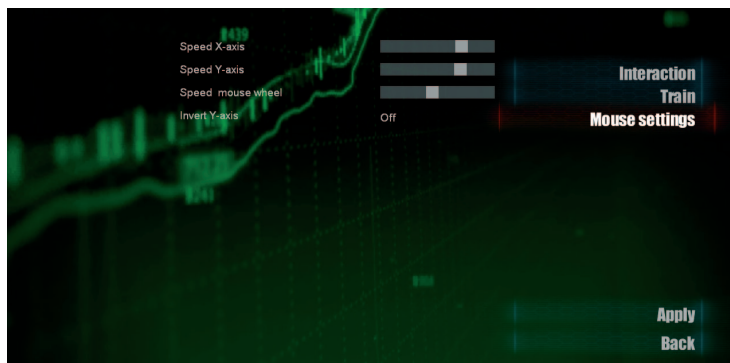 Speed X-axis
Speed Y-axis
Speed mouse wheel
Invert Y-axis Off
Interaction
Train
Mouse settings
Apply
Back